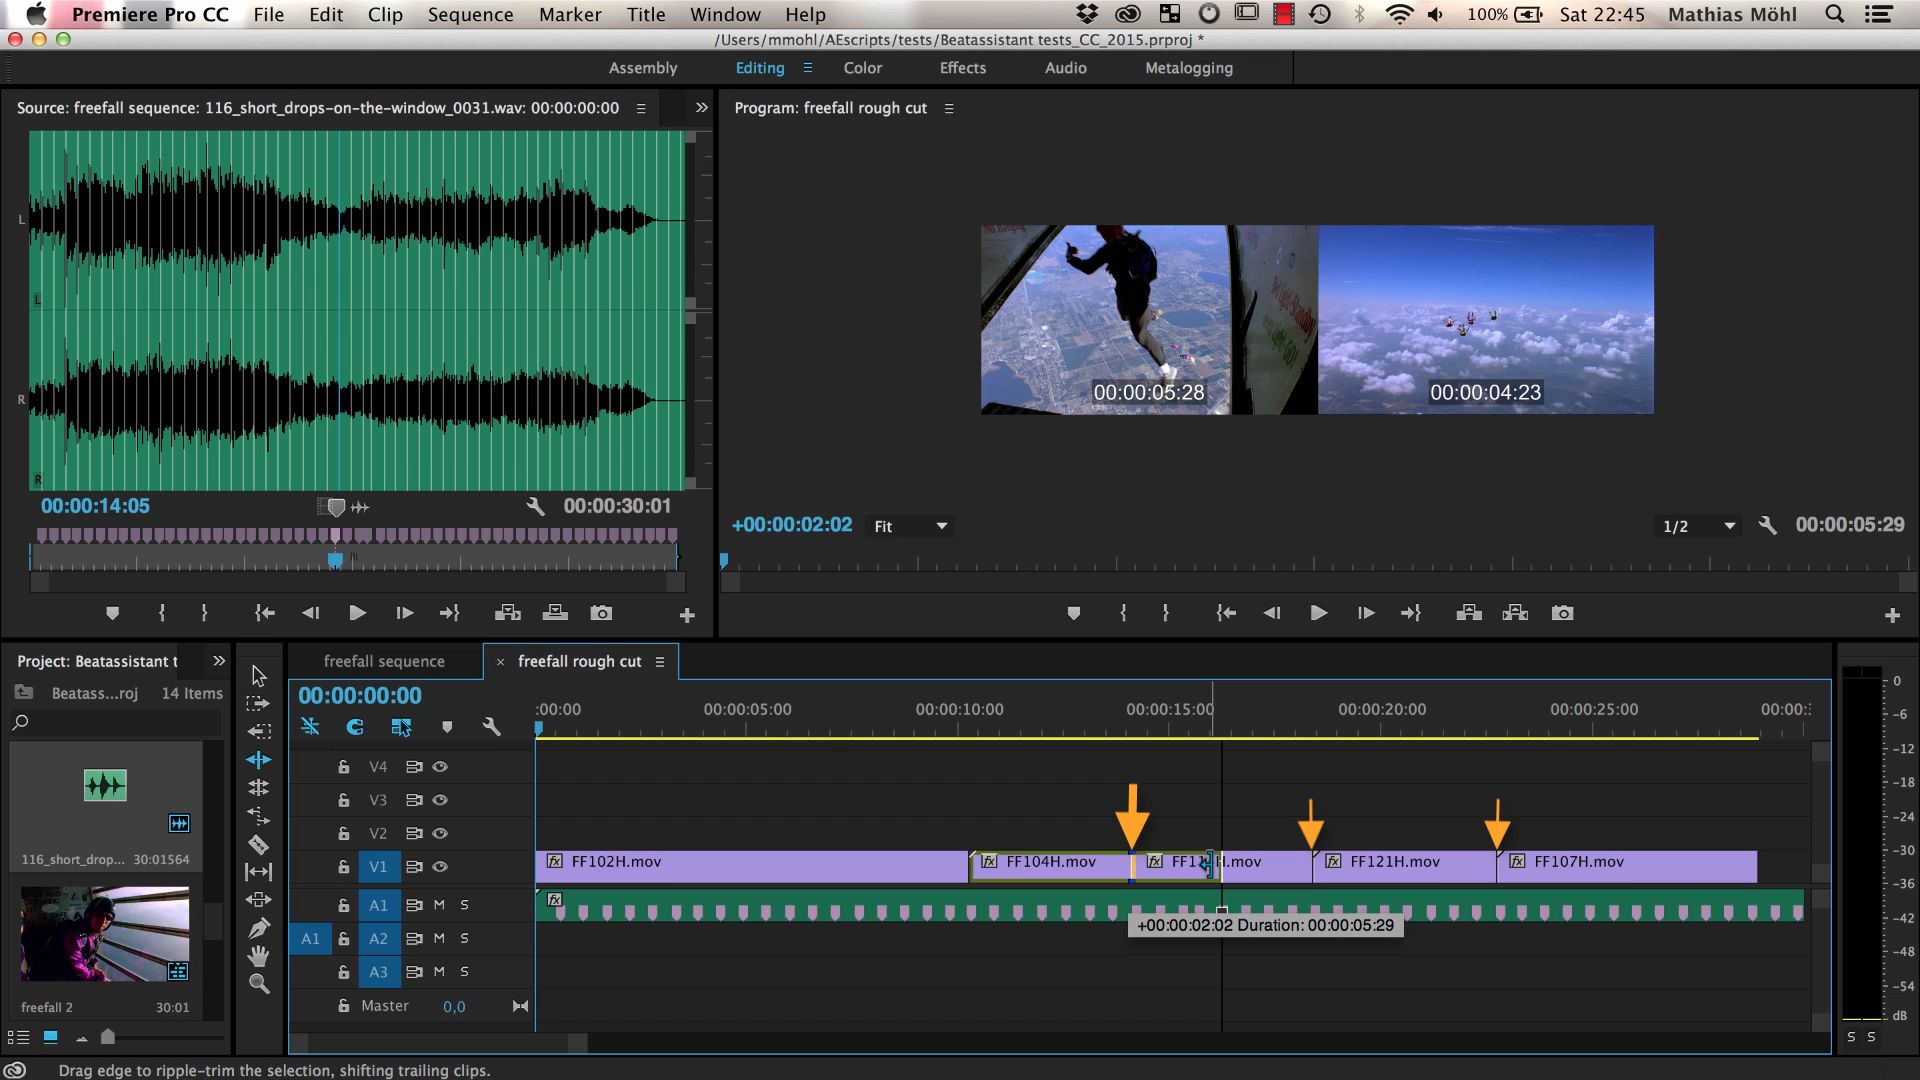 Premiere Pro CC File Edit Clip Sequence Marker Title Window Help 100% Sat 22:45 Mathias Möhl
/Users/mmohl/AEscripts/tests/Beatassistant tests_CC_2015.prproj *
Assembly Editing Color Effects Audio Metalogging
Source: freefall sequence: 116_short_drops-on-the-window_0031.wav: 00:00:00:00
Program: freefall rough cut
L
L
R
R
00:00:05:28
00:00:04:23
00:00:14:05 00:00:30:01
+00:00:02:02 Fit 1/2 00:00:05:29
Project: Beatassistant t
Beatass...roj 14 Items
116_short_drop... 30:01564
freefall 2 30:01
freefall sequence × freefall rough cut
00:00:00:00
:00:00 00:00:05:00 00:00:10:00 00:00:15:00 00:00:20:00 00:00:25:00 00:00:
V4
V3
V2
V1 fx FF102H.mov fx FF104H.mov fx FF11 H.mov fx FF121H.mov fx FF107H.mov
A1 M S fx
+00:00:02:02 Duration: 00:00:05:29
A1 A2 M S
A3 M S
Master 0,0
0
-6
-12
-18
-24
-30
-36
-42
-48
-54
dB
S S
Drag edge to ripple-trim the selection, shifting trailing clips.